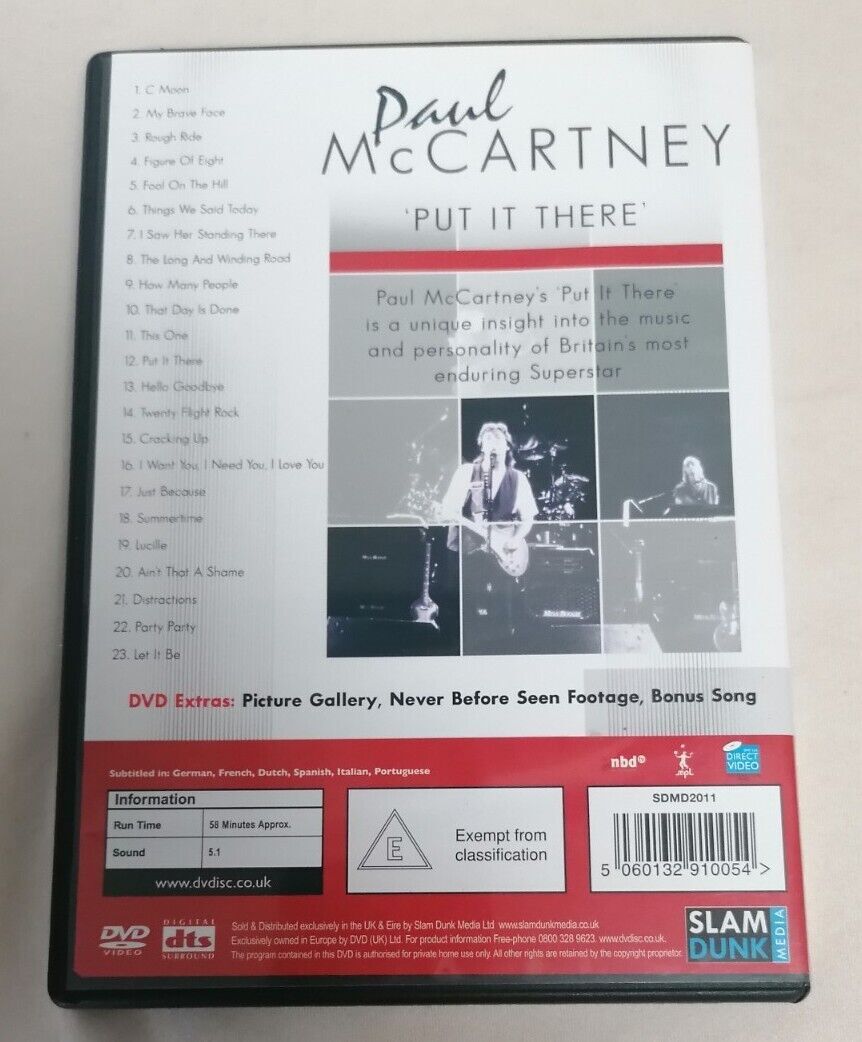 1. C Moon
2. My Brave Face
3. Rough Ride
4. Figure Of Eight
5. Fool On The Hill
6. Things We Said Today
7. I Saw Her Standing There
8. The Long And Winding Road
9. How Many People
10. That Day Is Done
11. This One
12. Put It There
13. Hello Goodbye
14. Twenty Flight Rock
15. Cracking Up
16. I Want You, I Need You, I Love You
17. Just Because
18. Summertime
19. Lucille
20. Ain't That A Shame
21. Distractions
22. Party Party
23. Let It Be
Paul
McCARTNEY
'PUT IT THERE'
Paul McCartney's 'Put It There'
is a unique insight into the music
and personality of Britain's most
enduring Superstar
DVD Extras: Picture Gallery, Never Before Seen Footage, Bonus Song
Subtitled in: German, French, Dutch, Spanish, Italian, Portuguese
nbd
mpl
DIRECT
VIDEO
Information
Run Time 58 Minutes Approx.
Sound 5.1
www.dvdisc.co.uk
E
Exempt from
classification
SDMD2011
5 060132 910054 >
DVD
VIDEO
DIGITAL
dts
SURROUND
Sold & Distributed exclusively in the UK & Eire by Slam Dunk Media Ltd www.slamdunkmedia.co.uk
Exclusively owned in Europe by DVD (UK) Ltd. For product information Free-phone 0800 328 9623. www.dvdisc.co.uk.
The program contained in this DVD is authorised for private home use only. All other rights are retained by the copyright proprietor.
SLAM
DUNK
MEDIA